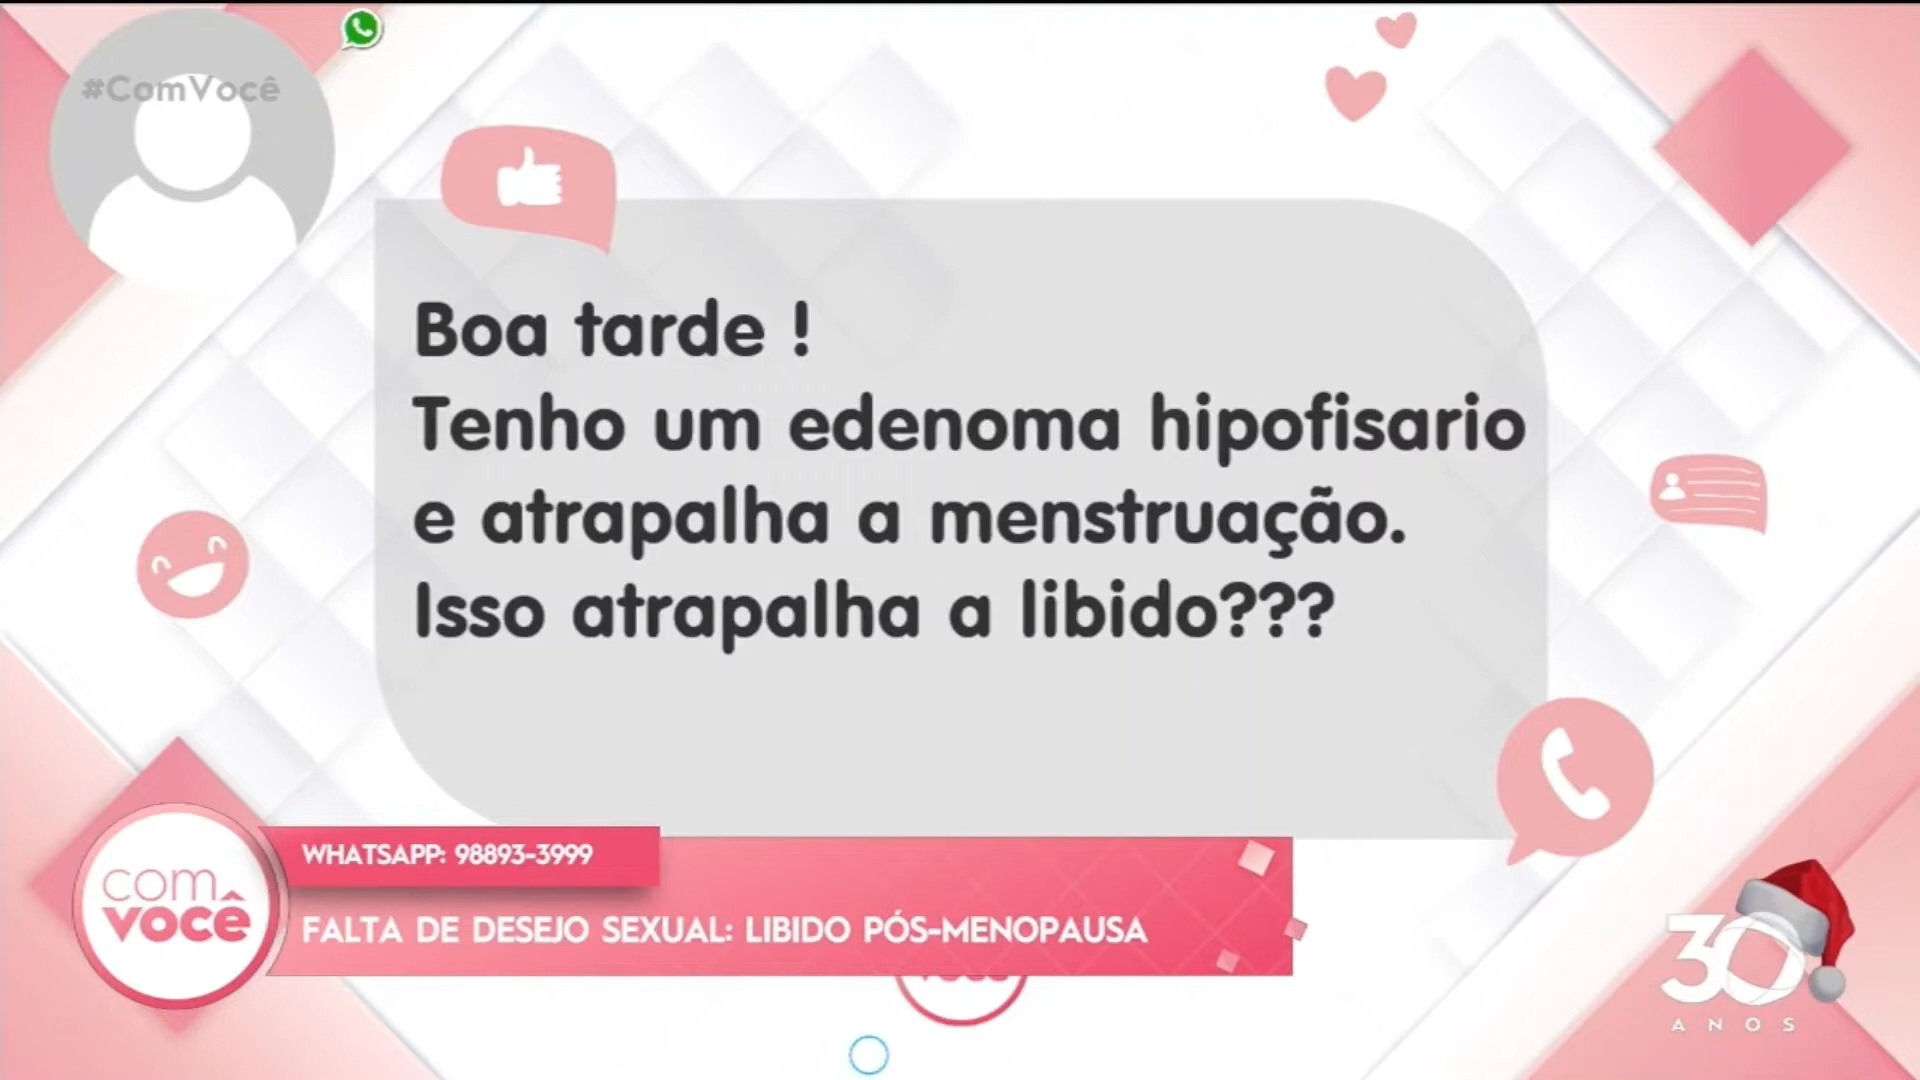 #ComVocê
Boa tarde !
Tenho um edenoma hipofisario
e atrapalha a menstruação.
Isso atrapalha a libido???
WHATSAPP: 98893-3999
com
você
FALTA DE DESEJO SEXUAL: LIBIDO PÓS-MENOPAUSA
30
ANOS